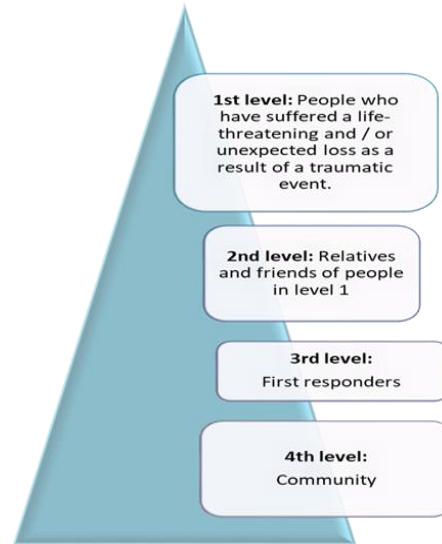 1st level: People who
have suffered a life-
threatening and / or
unexpected loss as a
result of a traumatic
event.
2nd level: Relatives
and friends of people
in level 1
3rd level:
First responders
4th level:
Community